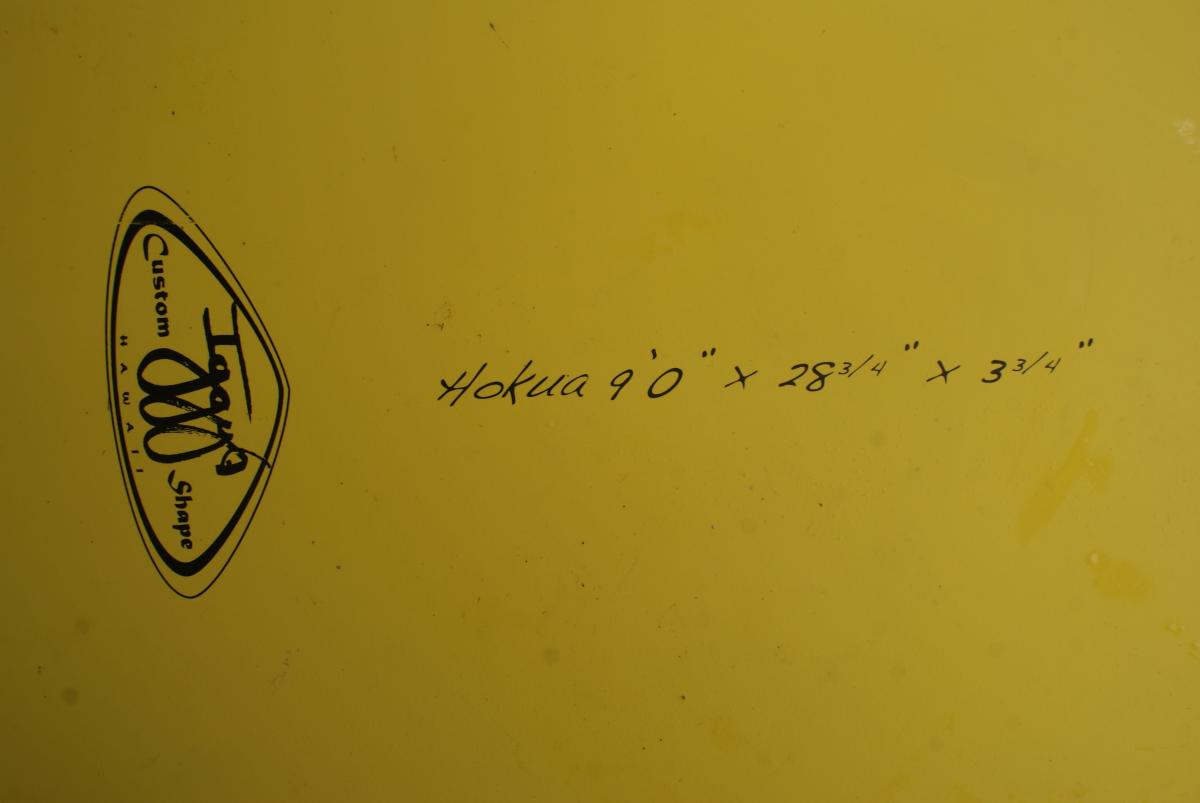 Custom Shape
HAWAII
Hokua 9'0" x 28 3/4" x 3 3/4"